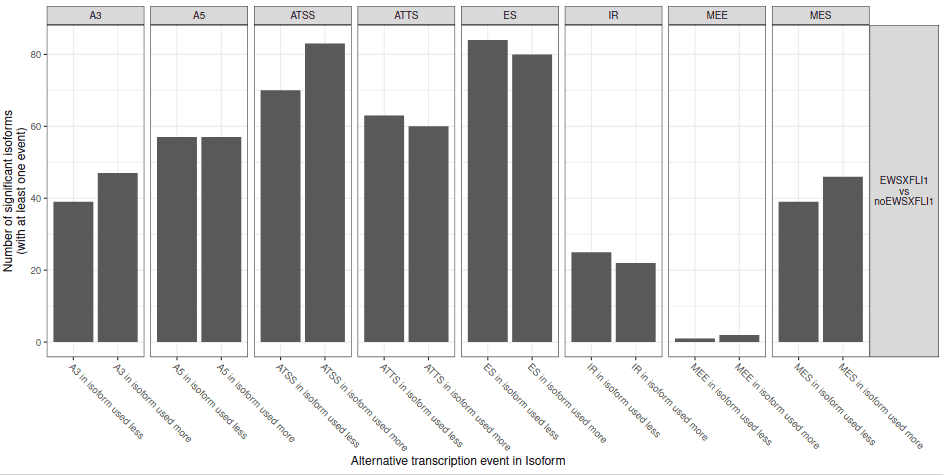 A3
A5
ATSS
ATTS
ES
IR
MEE
MES
Number of significant isoforms
(with at least one event)
80
60
40
20
0
EWSXFLI1
vs
noEWSXFLI1
A3 in isoform used less
A3 in isoform used more
A5 in isoform used less
A5 in isoform used more
ATSS in isoform used less
ATSS in isoform used more
ATTS in isoform used less
ATTS in isoform used more
ES in isoform used less
ES in isoform used more
IR in isoform used less
IR in isoform used more
MEE in isoform used less
MEE in isoform used more
MES in isoform used less
MES in isoform used more
Alternative transcription event in Isoform